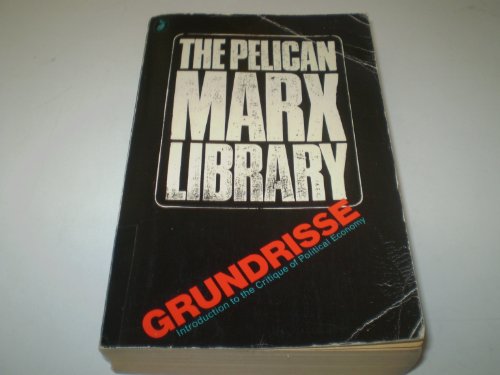 THE PELICAN
MARX
LIBRARY
GRUNDRISSE
Introduction to the Critique of Political Economy